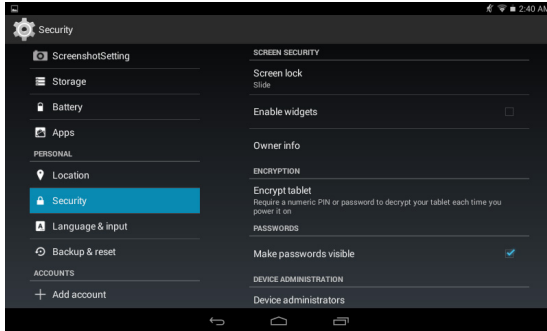 2:40 AM
Security
ScreenshotSetting
Storage
Battery
Apps
PERSONAL
Location
Security
Language & input
Backup & reset
ACCOUNTS
Add account
SCREEN SECURITY
Screen lock
Slide
Enable widgets
Owner info
ENCRYPTION
Encrypt tablet
Require a numeric PIN or password to decrypt your tablet each time you
power it on
PASSWORDS
Make passwords visible
DEVICE ADMINISTRATION
Device administrators